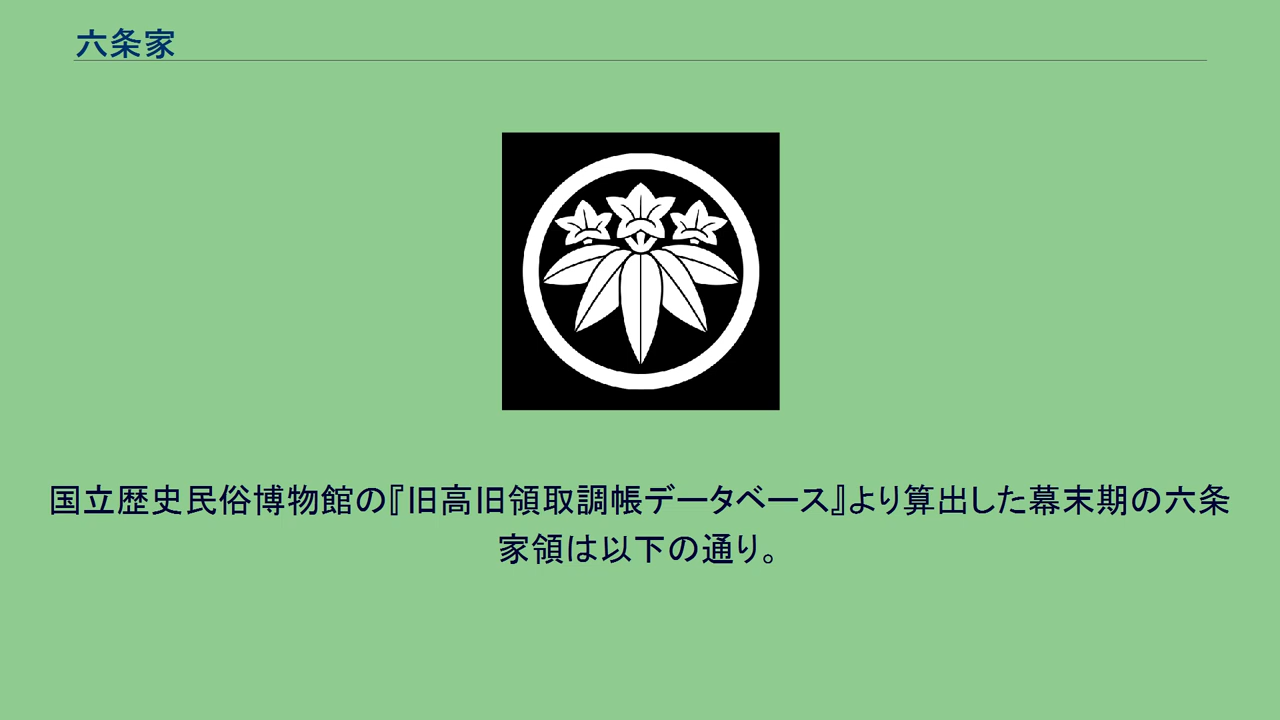 六条家
国立歴史民俗博物館の『旧高旧領取調帳データベース』より算出した幕末期の六条
家領は以下の通り。